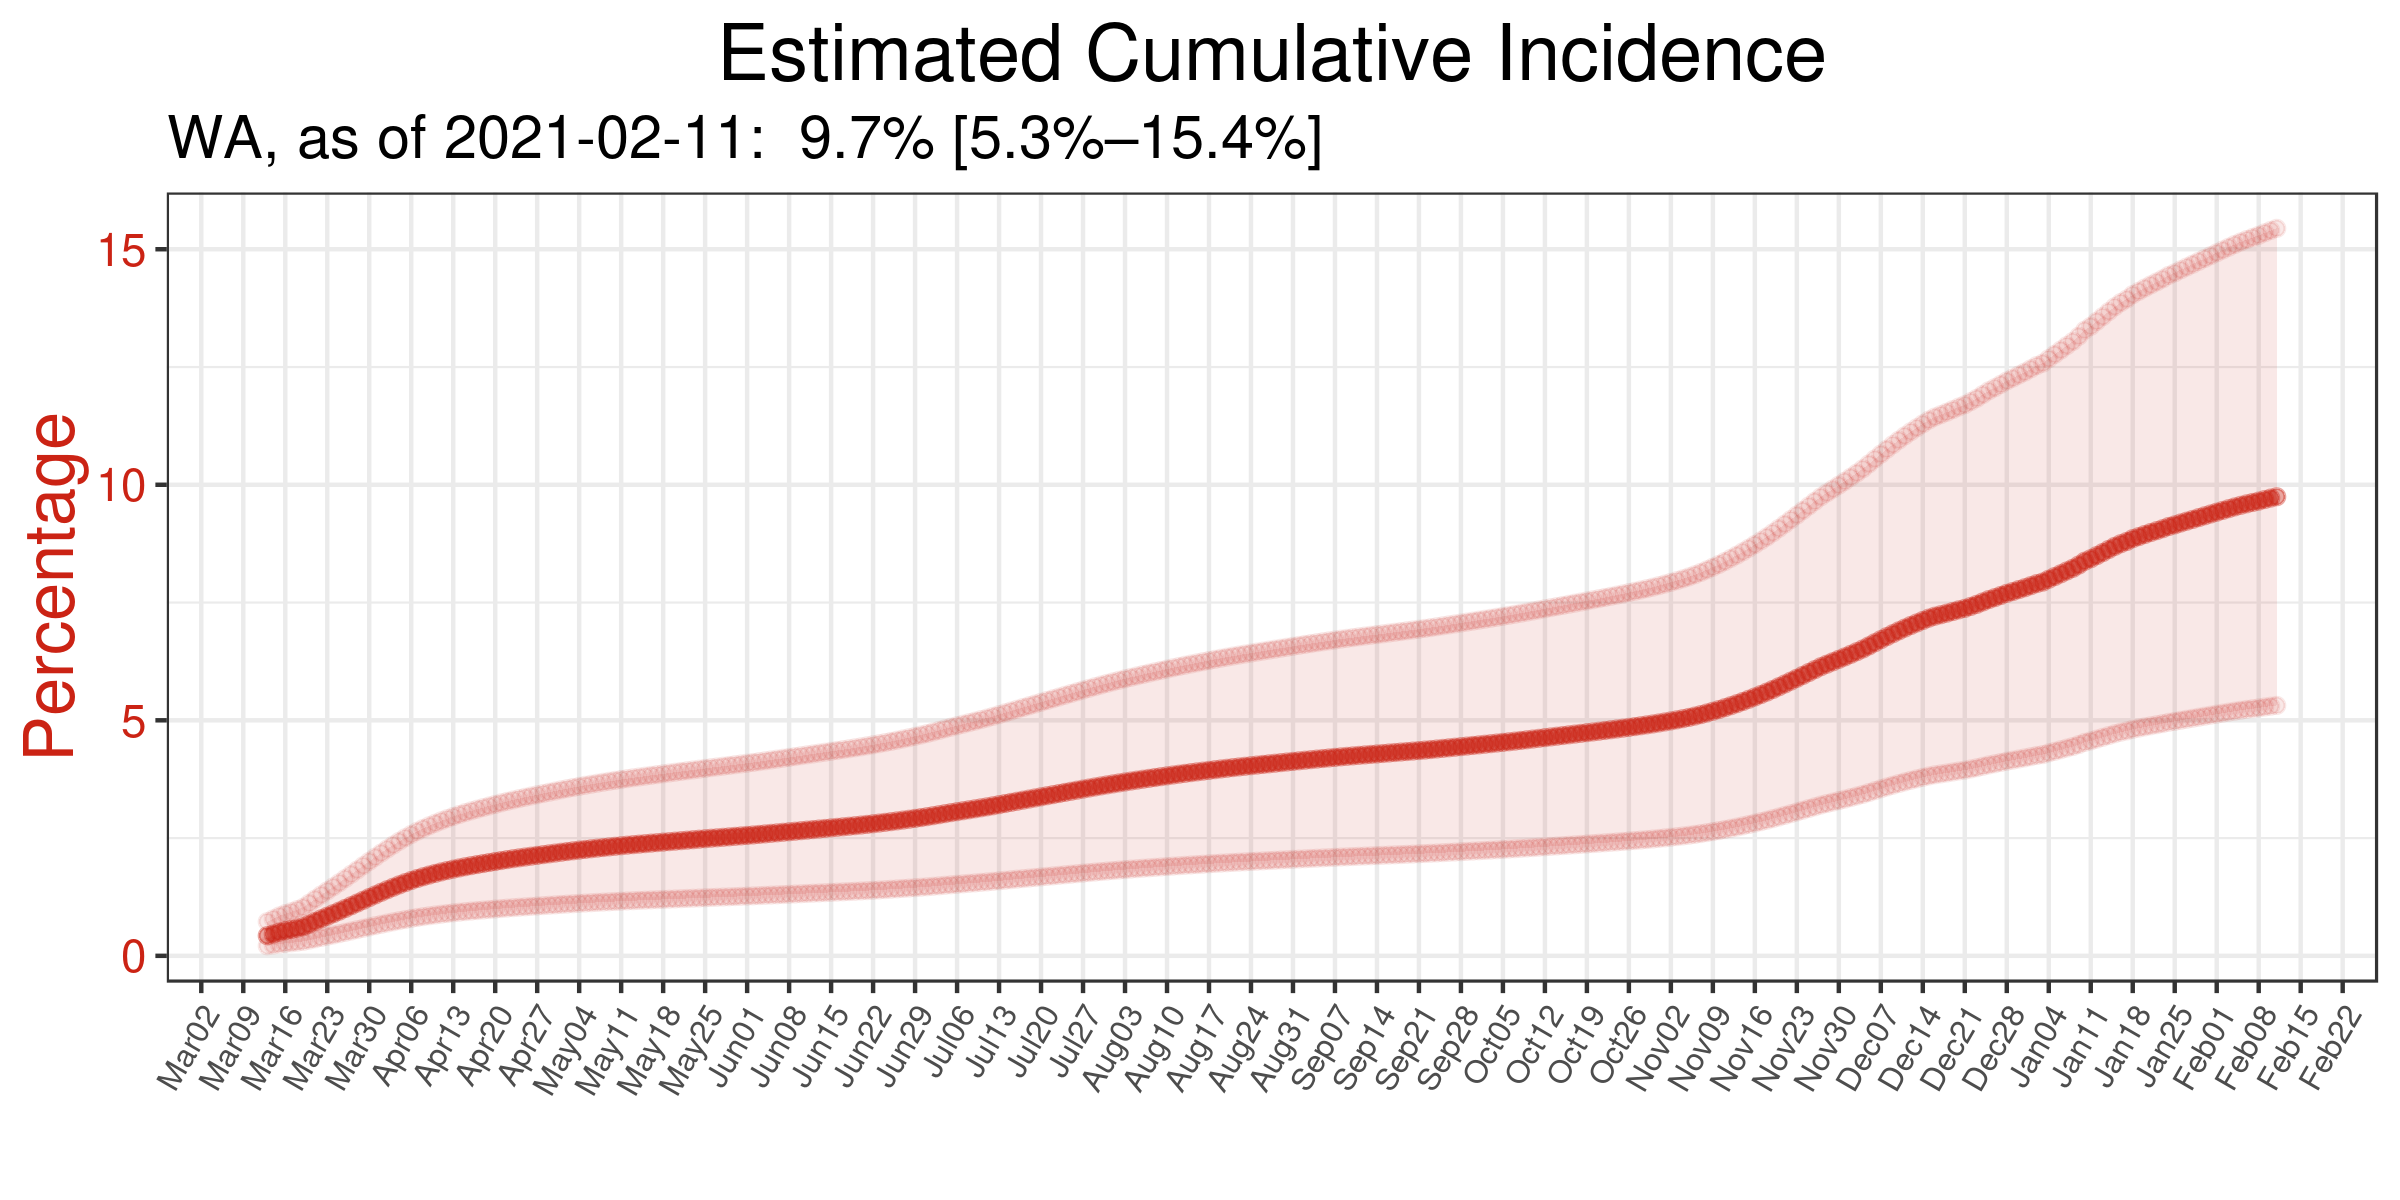 Estimated Cumulative Incidence
WA, as of 2021-02-11:  9.7% [5.3%–15.4%]
Percentage
15
10
5
0
Mar02
Mar09
Mar16
Mar23
Mar30
Apr06
Apr13
Apr20
Apr27
May04
May11
May18
May25
Jun01
Jun08
Jun15
Jun22
Jun29
Jul06
Jul13
Jul20
Jul27
Aug03
Aug10
Aug17
Aug24
Aug31
Sep07
Sep14
Sep21
Sep28
Oct05
Oct12
Oct19
Oct26
Nov02
Nov09
Nov16
Nov23
Nov30
Dec07
Dec14
Dec21
Dec28
Jan04
Jan11
Jan18
Jan25
Feb01
Feb08
Feb15
Feb22